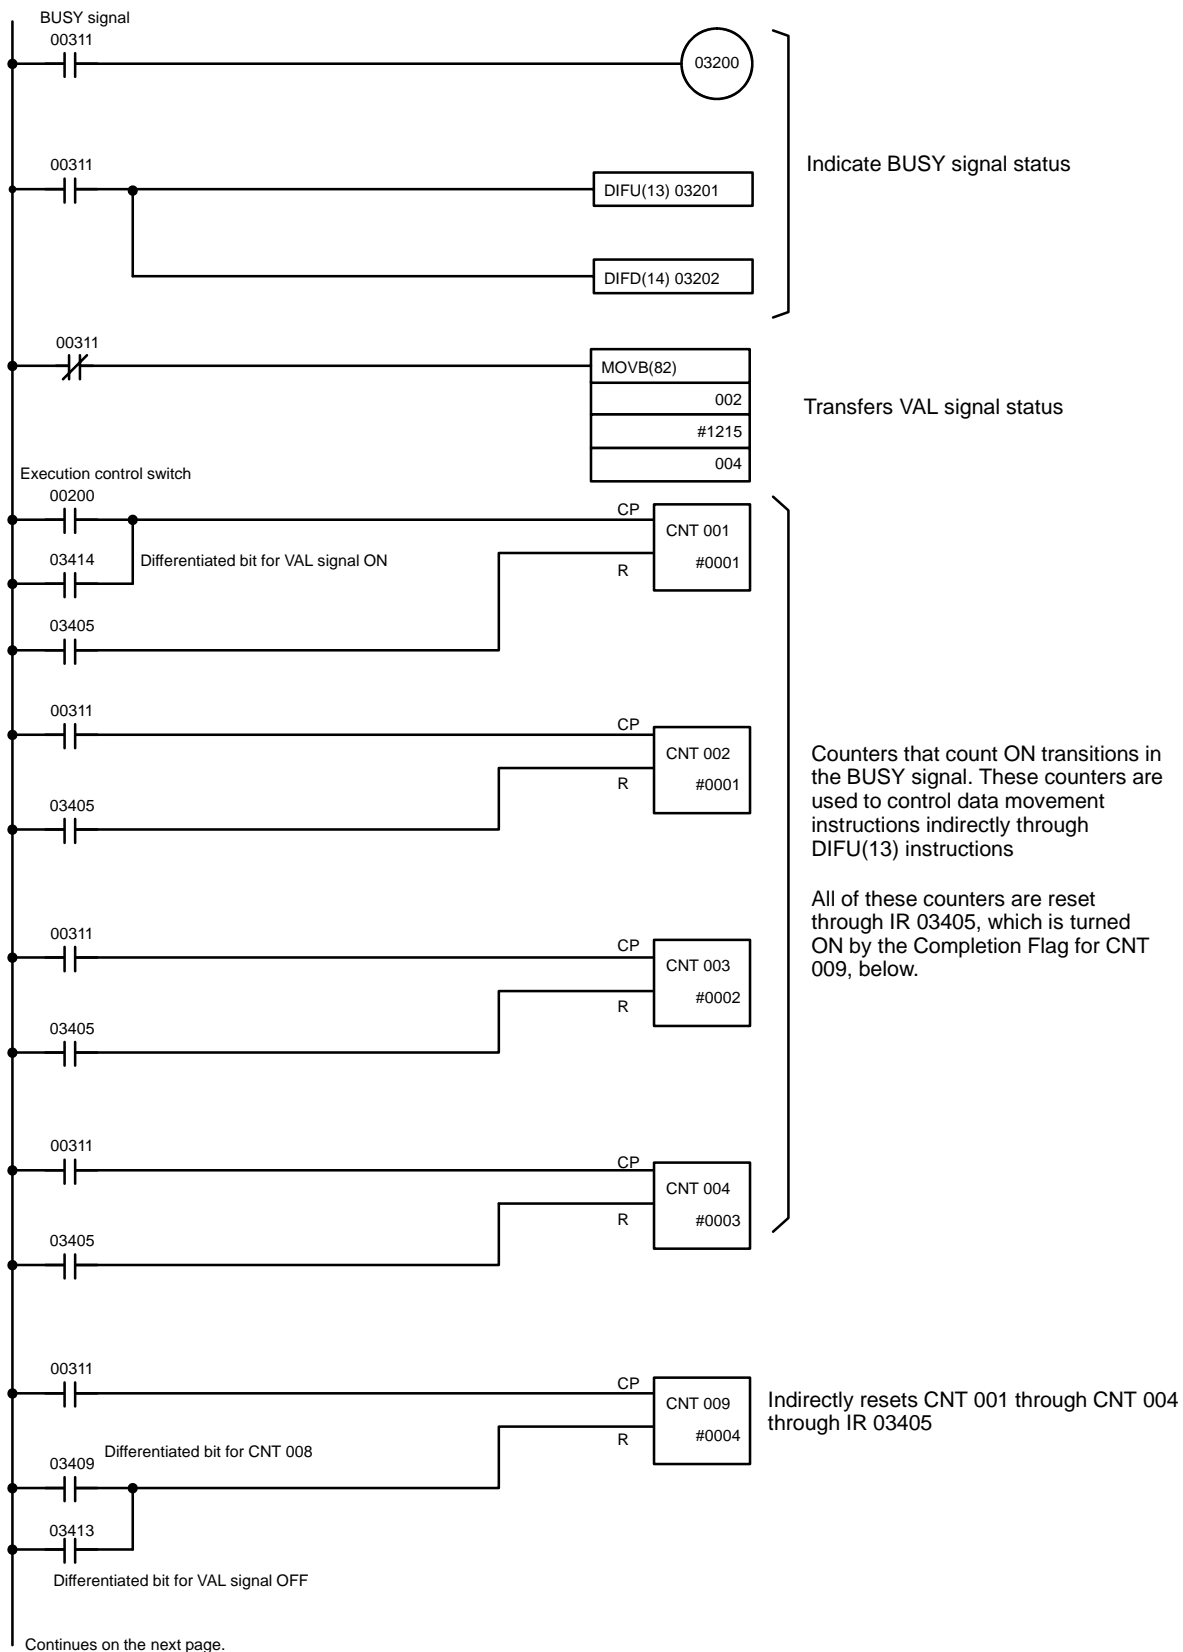 BUSY signal
00311
03200
00311
DIFU(13) 03201
Indicate BUSY signal status
DIFD(14) 03202
00311
MOVB(82)
002
#1215
004
Transfers VAL signal status
Execution control switch
00200
CP
CNT 001
#0001
03414
Differentiated bit for VAL signal ON
R
03405
00311
CP
CNT 002
#0001
R
03405
Counters that count ON transitions in
the BUSY signal. These counters are
used to control data movement
instructions indirectly through
DIFU(13) instructions
All of these counters are reset
through IR 03405, which is turned
ON by the Completion Flag for CNT
009, below.
00311
CP
CNT 003
#0002
R
03405
00311
CP
CNT 004
#0003
R
03405
00311
CP
CNT 009
#0004
R
Indirectly resets CNT 001 through CNT 004
through IR 03405
Differentiated bit for CNT 008
03409
03413
Differentiated bit for VAL signal OFF
Continues on the next page.